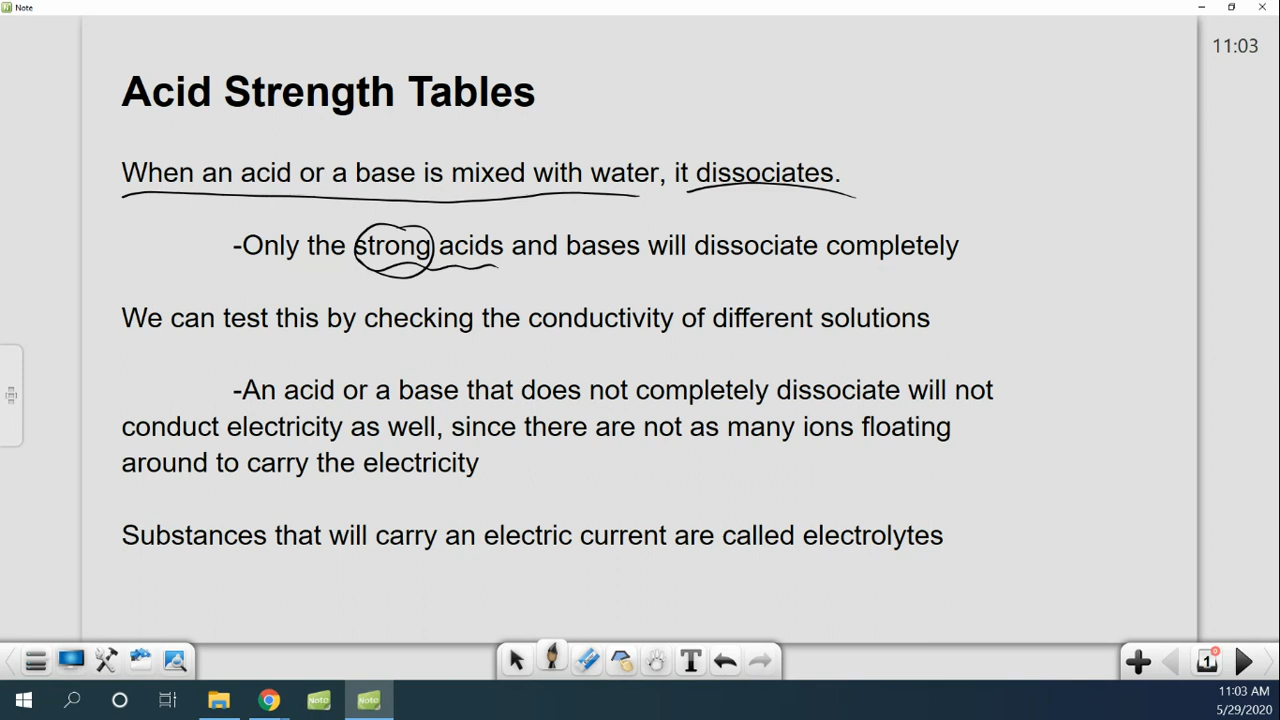 Note
11:03
Acid Strength Tables
When an acid or a base is mixed with water, it dissociates.
-Only the strong acids and bases will dissociate completely
We can test this by checking the conductivity of different solutions
-An acid or a base that does not completely dissociate will not
conduct electricity as well, since there are not as many ions floating
around to carry the electricity
Substances that will carry an electric current are called electrolytes
T
1
Note
Note
11:03 AM
5/29/2020